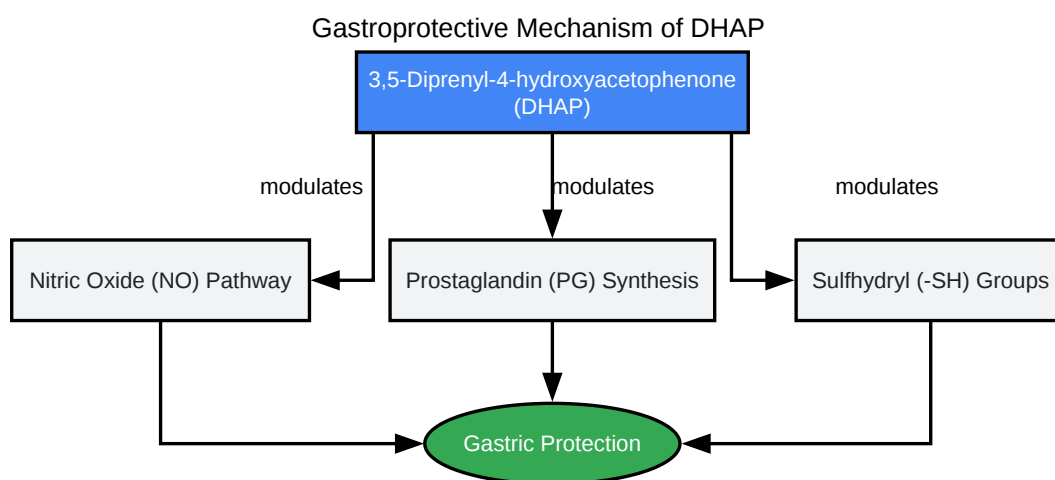 Gastroprotective Mechanism of DHAP
3,5-Diprenyl-4-hydroxyacetophenone
(DHAP)
modulates
modulates
modulates
Nitric Oxide (NO) Pathway
Prostaglandin (PG) Synthesis
Sulfhydryl (-SH) Groups
Gastric Protection